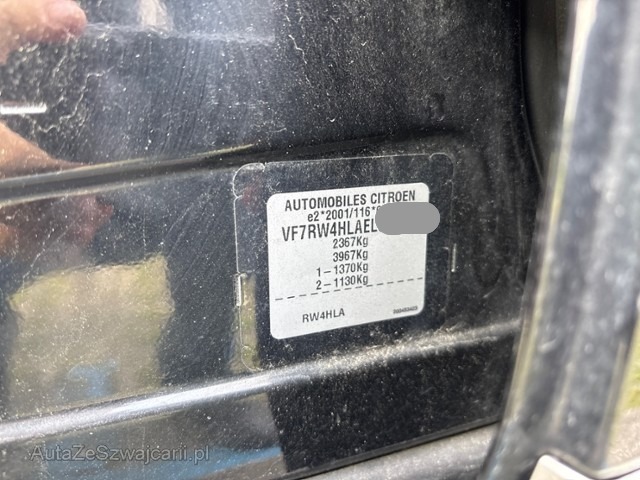 AUTOMOBILES CITROEN
e2*2001/116*
VF7RW4HLAEL
2367Kg
3967Kg
1-1370Kg
2-1130Kg
RW4HLA
AutaZeSzwajcarii.pl